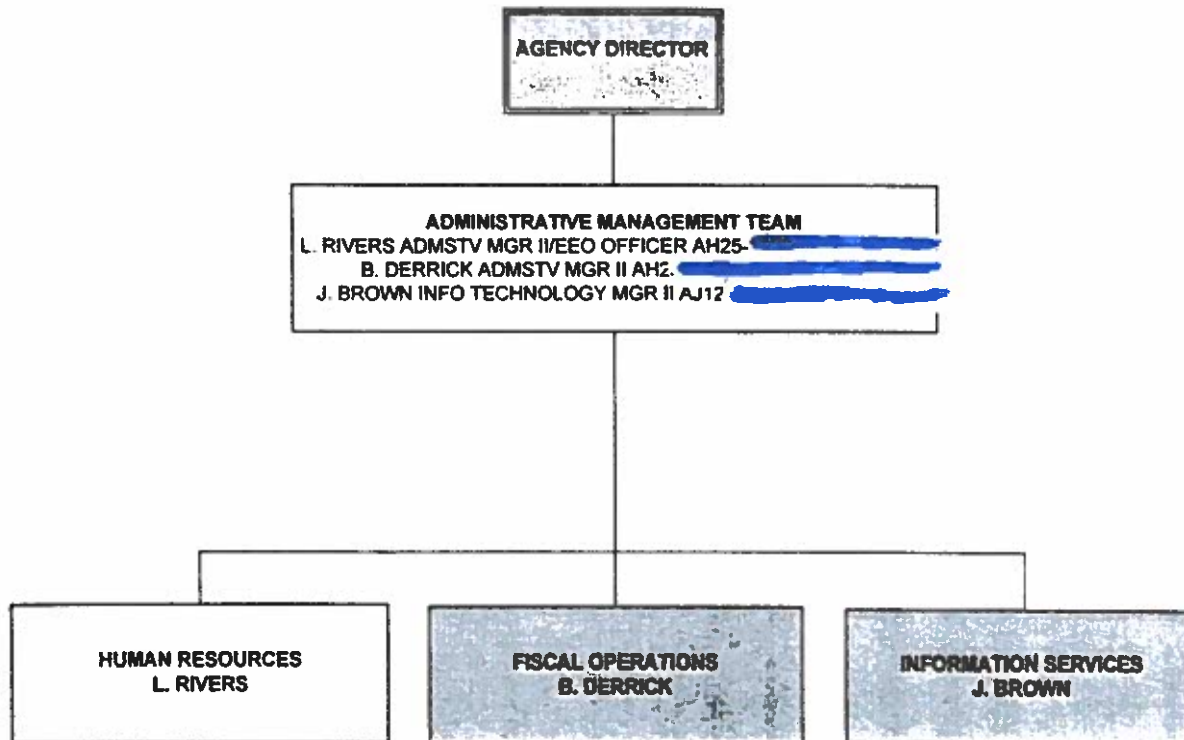 AGENCY DIRECTOR
ADMINISTRATIVE MANAGEMENT TEAM
L. RIVERS ADMSTV MGR II/EEO OFFICER AH25-
B. DERRICK ADMSTV MGR II AH2
J. BROWN INFO TECHNOLOGY MGR II AJ12
HUMAN RESOURCES
L. RIVERS
FISCAL OPERATIONS
B. DERRICK
INFORMATION SERVICES
J. BROWN